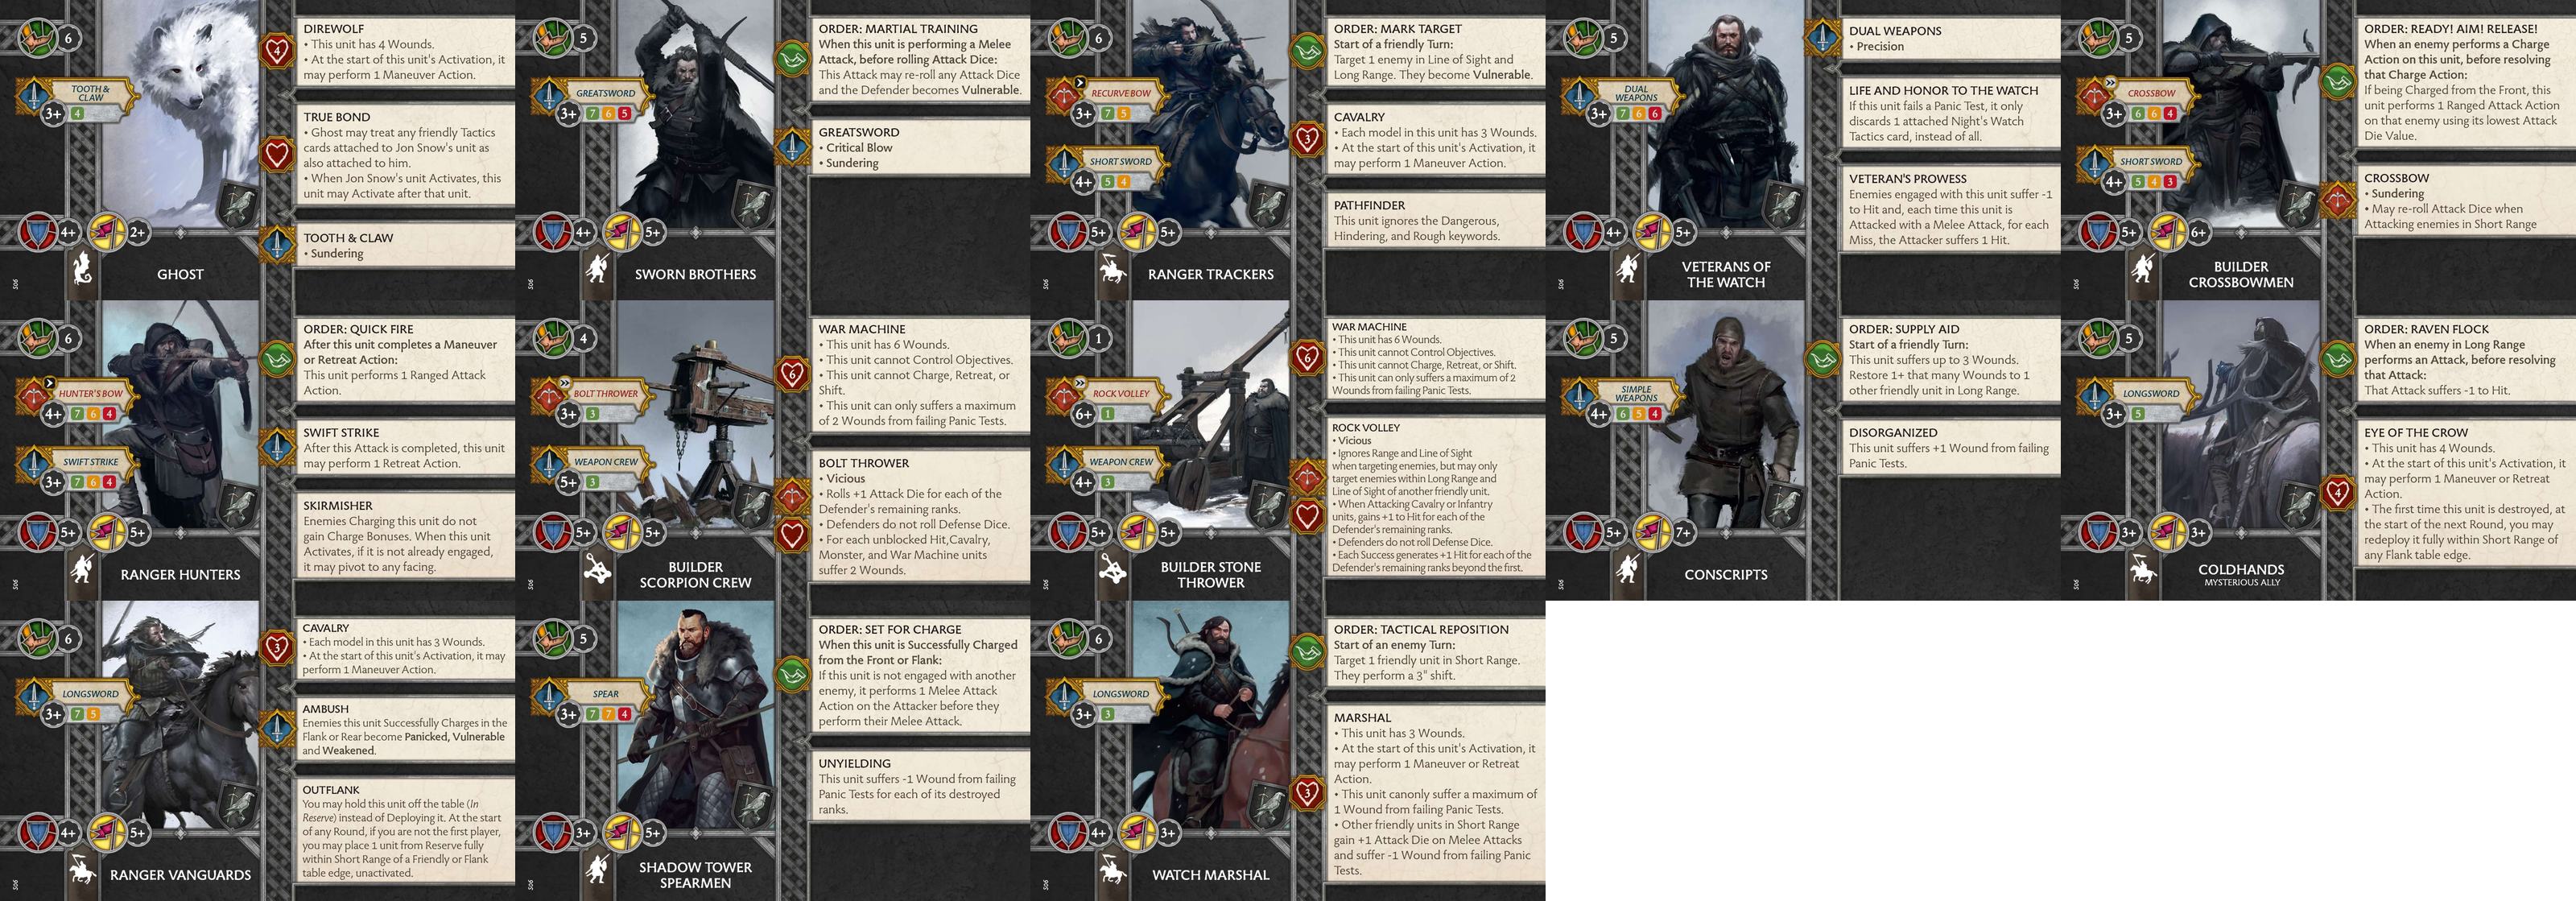 6
TOOTH &
CLAW
3+ 4
4+ 2+
GHOST
S06
4
DIREWOLF
• This unit has 4 Wounds.
• At the start of this unit's Activation, it
may perform 1 Maneuver Action.
TRUE BOND
• Ghost may treat any friendly Tactics
cards attached to Jon Snow's unit as
also attached to him.
• When Jon Snow's unit Activates, this
unit may Activate after that unit.
TOOTH & CLAW
• Sundering
5
GREATSWORD
3+ 7 6 5
4+ 5+
SWORN BROTHERS
S06
ORDER: MARTIAL TRAINING
When this unit is performing a Melee
Attack, before rolling Attack Dice:
This Attack may re-roll any Attack Dice
and the Defender becomes Vulnerable.
GREATSWORD
• Critical Blow
• Sundering
6
RECURVE BOW
3+ 7 5
SHORT SWORD
4+ 5 4
5+ 5+
RANGER TRACKERS
S06
ORDER: MARK TARGET
Start of a friendly Turn:
Target 1 enemy in Line of Sight and
Long Range. They become Vulnerable.
3
CAVALRY
• Each model in this unit has 3 Wounds.
• At the start of this unit's Activation, it
may perform 1 Maneuver Action.
PATHFINDER
This unit ignores the Dangerous,
Hindering, and Rough keywords.
5
DUAL
WEAPONS
3+ 7 6 6
4+ 5+
VETERANS OF
THE WATCH
S06
DUAL WEAPONS
• Precision
LIFE AND HONOR TO THE WATCH
If this unit fails a Panic Test, it only
discards 1 attached Night's Watch
Tactics card, instead of all.
VETERAN'S PROWESS
Enemies engaged with this unit suffer -1
to Hit and, each time this unit is
Attacked with a Melee Attack, for each
Miss, the Attacker suffers 1 Hit.
5
CROSSBOW
3+ 6 6 4
SHORT SWORD
4+ 5 4 3
5+ 6+
BUILDER
CROSSBOWMEN
S06
ORDER: READY! AIM! RELEASE!
When an enemy performs a Charge
Action on this unit, before resolving
that Charge Action:
If being Charged from the Front, this
unit performs 1 Ranged Attack Action
on that enemy using its lowest Attack
Die Value.
CROSSBOW
• Sundering
• May re-roll Attack Dice when
Attacking enemies in Short Range
6
HUNTER'S BOW
4+ 7 6 4
SWIFT STRIKE
3+ 7 6 4
5+ 5+
RANGER HUNTERS
S06
ORDER: QUICK FIRE
After this unit completes a Maneuver
or Retreat Action:
This unit performs 1 Ranged Attack
Action.
SWIFT STRIKE
After this Attack is completed, this unit
may perform 1 Retreat Action.
SKIRMISHER
Enemies Charging this unit do not
gain Charge Bonuses. When this unit
Activates, if it is not already engaged,
it may pivot to any facing.
4
BOLT THROWER
3+ 3
WEAPON CREW
5+ 3
5+ 5+
BUILDER
SCORPION CREW
S06
6
WAR MACHINE
• This unit has 6 Wounds.
• This unit cannot Control Objectives.
• This unit cannot Charge, Retreat, or
Shift.
• This unit can only suffers a maximum
of 2 Wounds from failing Panic Tests.
BOLT THROWER
• Vicious
• Rolls +1 Attack Die for each of the
Defender's remaining ranks.
• Defenders do not roll Defense Dice.
• For each unblocked Hit,Cavalry,
Monster, and War Machine units
suffer 2 Wounds.
1
ROCK VOLLEY
6+ 1
WEAPON CREW
4+ 3
5+ 5+
BUILDER STONE
THROWER
S06
6
WAR MACHINE
• This unit has 6 Wounds.
• This unit cannot Control Objectives.
• This unit cannot Charge, Retreat, or Shift.
• This unit can only suffers a maximum of 2
Wounds from failing Panic Tests.
ROCK VOLLEY
• Vicious
• Ignores Range and Line of Sight
when targeting enemies, but may only
target enemies within Long Range and
Line of Sight of another friendly unit.
• When Attacking Cavalry or Infantry
units, gains +1 to Hit for each of the
Defender's remaining ranks.
• Defenders do not roll Defense Dice.
• Each Success generates +1 Hit for each of the
Defender's remaining ranks beyond the first.
5
SIMPLE
WEAPONS
4+ 6 5 4
5+ 7+
CONSCRIPTS
S06
ORDER: SUPPLY AID
Start of a friendly Turn:
This unit suffers up to 3 Wounds.
Restore 1+ that many Wounds to 1
other friendly unit in Long Range.
DISORGANIZED
This unit suffers +1 Wound from failing
Panic Tests.
5
LONGSWORD
3+ 5
3+ 3+
COLDHANDS
MYSTERIOUS ALLY
S06
ORDER: RAVEN FLOCK
When an enemy in Long Range
performs an Attack, before resolving
that Attack:
That Attack suffers -1 to Hit.
4
EYE OF THE CROW
• This unit has 4 Wounds.
• At the start of this unit's Activation, it
may perform 1 Maneuver or Retreat
Action.
• The first time this unit is destroyed, at
the start of the next Round, you may
redeploy it fully within Short Range of
any Flank table edge.
6
LONGSWORD
3+ 7 5
4+ 5+
RANGER VANGUARDS
S06
3
CAVALRY
• Each model in this unit has 3 Wounds.
• At the start of this unit's Activation, it may
perform 1 Maneuver Action.
AMBUSH
Enemies this unit Successfully Charges in the
Flank or Rear become Panicked, Vulnerable
and Weakened.
OUTFLANK
You may hold this unit off the table (In
Reserve) instead of Deploying it. At the start
of any Round, if you are not the first player,
you may place 1 unit from Reserve fully
within Short Range of a Friendly or Flank
table edge, unactivated.
5
SPEAR
3+ 7 7 4
3+ 5+
SHADOW TOWER
SPEARMEN
S06
ORDER: SET FOR CHARGE
When this unit is Successfully Charged
from the Front or Flank:
If this unit is not engaged with another
enemy, it performs 1 Melee Attack
Action on the Attacker before they
perform their Melee Attack.
UNYIELDING
This unit suffers -1 Wound from failing
Panic Tests for each of its destroyed
ranks.
6
LONGSWORD
3+ 3
4+ 3+
WATCH MARSHAL
S06
ORDER: TACTICAL REPOSITION
Start of an enemy Turn:
Target 1 friendly unit in Short Range.
They perform a 3" shift.
3
MARSHAL
• This unit has 3 Wounds.
• At the start of this unit's Activation, it
may perform 1 Maneuver or Retreat
Action.
• This unit canonly suffer a maximum of
1 Wound from failing Panic Tests.
• Other friendly units in Short Range
gain +1 Attack Die on Melee Attacks
and suffer -1 Wound from failing Panic
Tests.